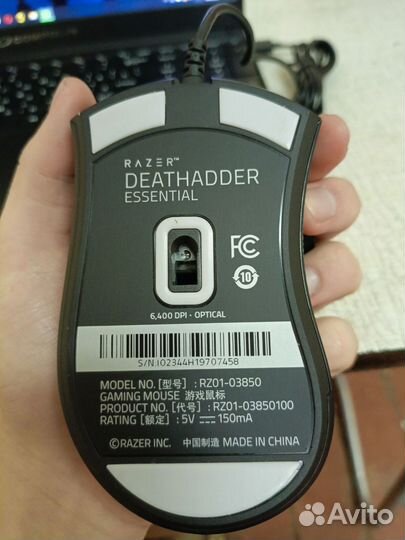 RAZER™
DEATHADDER
ESSENTIAL
FC
10
6,400 DPI · OPTICAL
S/N.I02344H19707458
MODEL NO. [型号] : RZ01-03850
GAMING MOUSE 游戏鼠标
PRODUCT NO. [代号] : RZ01-03850100
RATING [额定] : 5V ⎓ 150mA
©RAZER INC. 中国制造 MADE IN CHINA
Avito